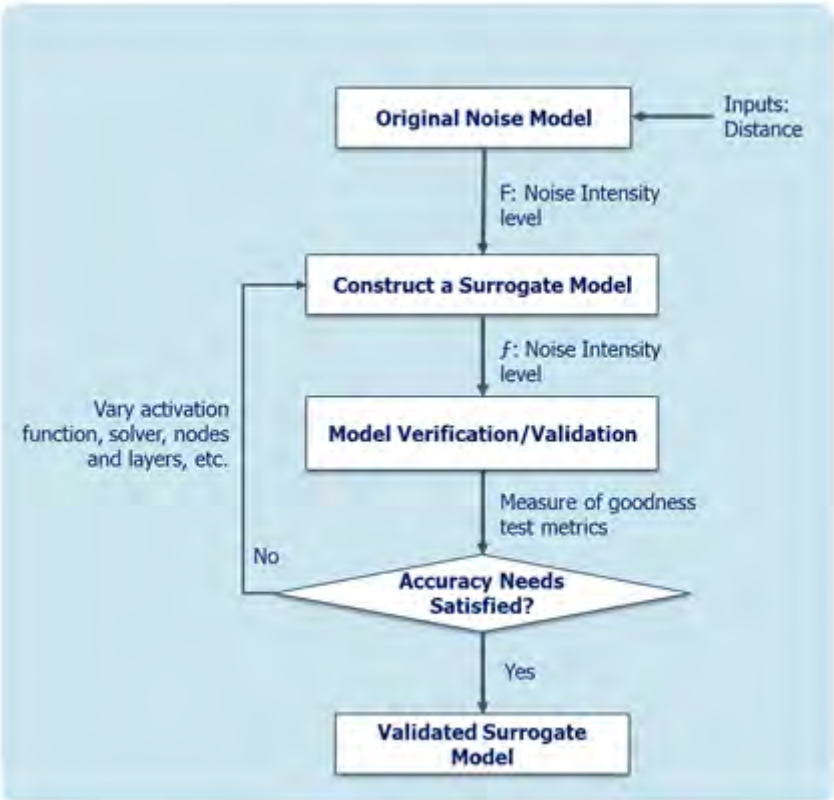 Original Noise Model
Inputs:
Distance
F: Noise Intensity
level
Construct a Surrogate Model
ƒ: Noise Intensity
level
Vary activation
function, solver, nodes
and layers, etc.
Model Verification/Validation
Measure of goodness
test metrics
No
Accuracy Needs
Satisfied?
Yes
Validated Surrogate
Model